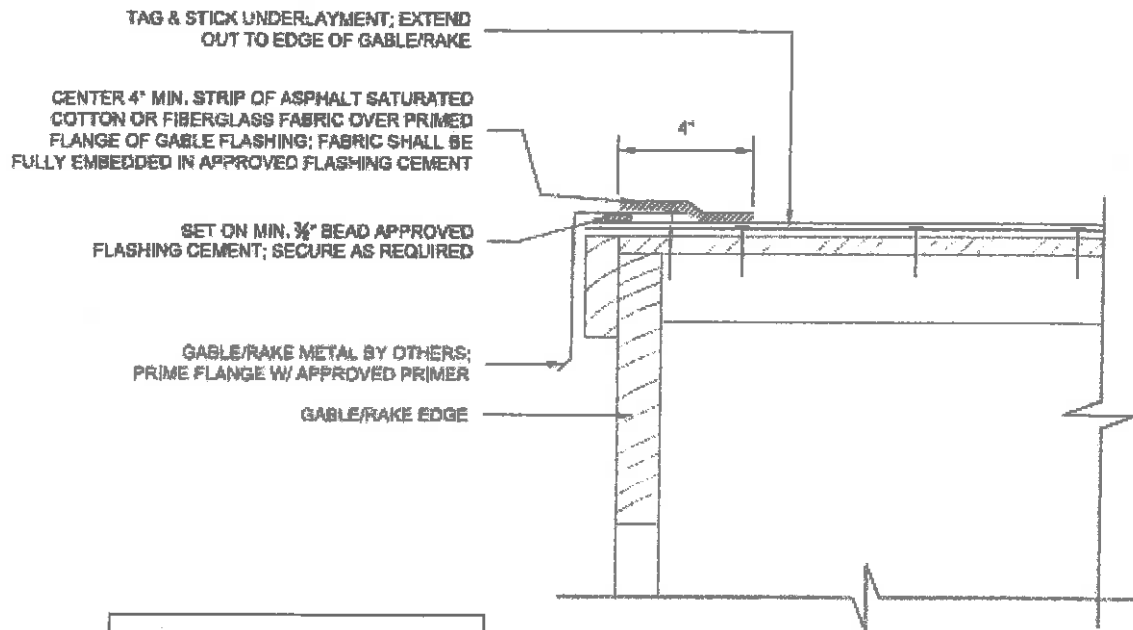 TAG & STICK UNDERLAYMENT; EXTEND
OUT TO EDGE OF GABLE/RAKE
CENTER 4" MIN. STRIP OF ASPHALT SATURATED
COTTON OR FIBERGLASS FABRIC OVER PRIMED
FLANGE OF GABLE FLASHING; FABRIC SHALL BE
FULLY EMBEDDED IN APPROVED FLASHING CEMENT
4"
SET ON MIN. BEAD APPROVED
FLASHING CEMENT; SECURE AS REQUIRED
GABLE/RAKE METAL BY OTHERS;
PRIME FLANGE W/ APPROVED PRIMER
GABLE/RAKE EDGE